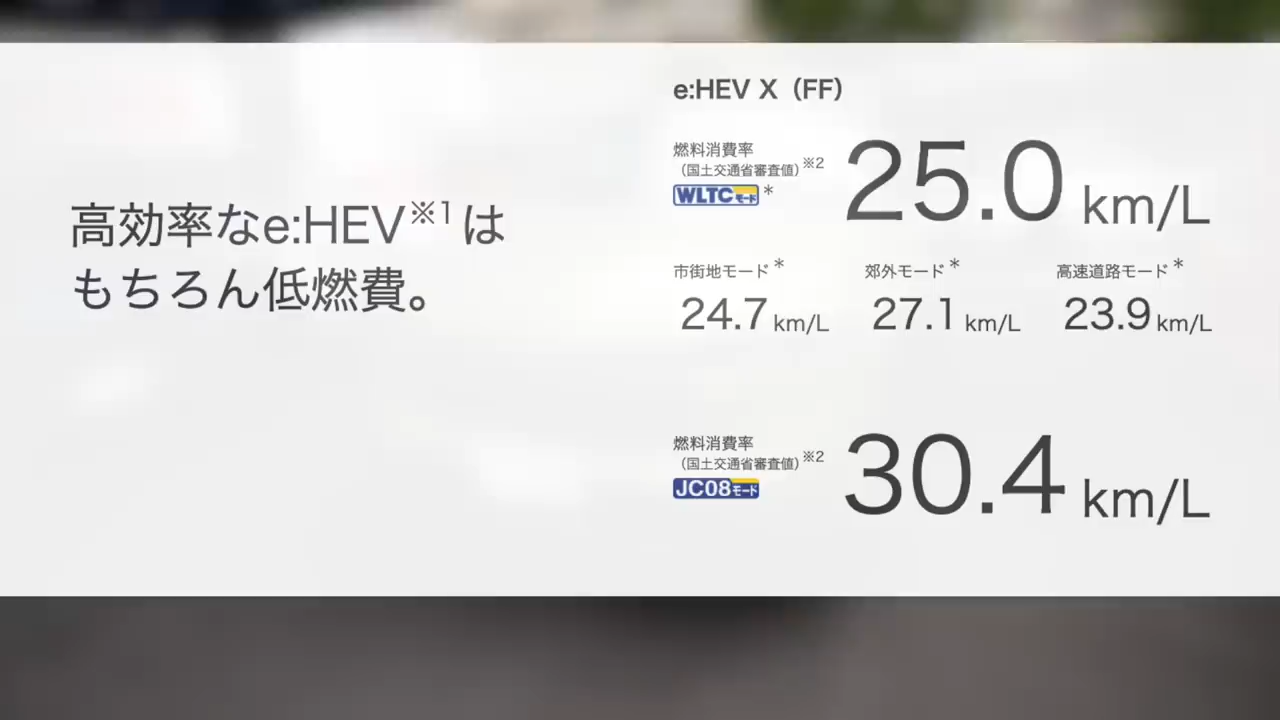 高効率なe:HEV※1は
もちろん低燃費。
e:HEV X（FF）
燃料消費率
（国土交通省審査値）※2
WLTCモード＊
25.0 km/L
市街地モード＊ 郊外モード＊ 高速道路モード＊
24.7 km/L 27.1 km/L 23.9 km/L
燃料消費率
（国土交通省審査値）※2
JC08モード
30.4 km/L